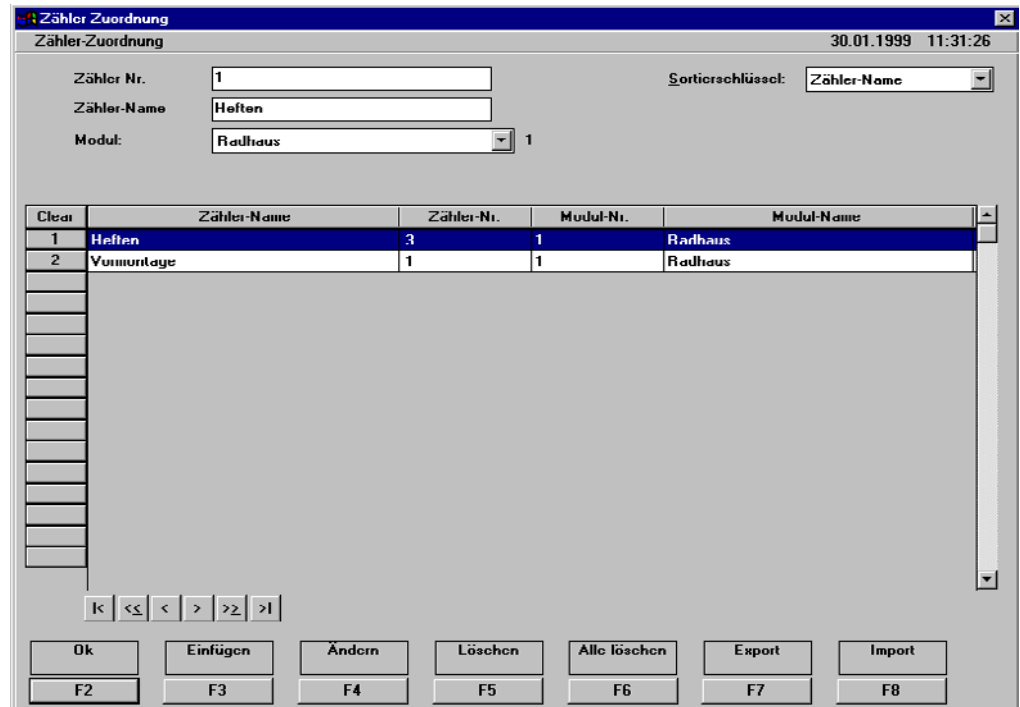 Zähler Zuordnung
Zähler-Zuordnung 30.01.1999 11:31:26
Zähler Nr. 1 Sortierschlüssel: Zähler-Name
Zähler-Name Heften
Modul: Radhaus 1
Clear Zähler-Name Zähler-Nr. Modul-Nr. Modul-Name
1 Heften 3 1 Radhaus
2 Vormontage 1 1 Radhaus
|< << < > >> >|
Ok Einfügen Ändern Löschen Alle löschen Export Import
F2 F3 F4 F5 F6 F7 F8